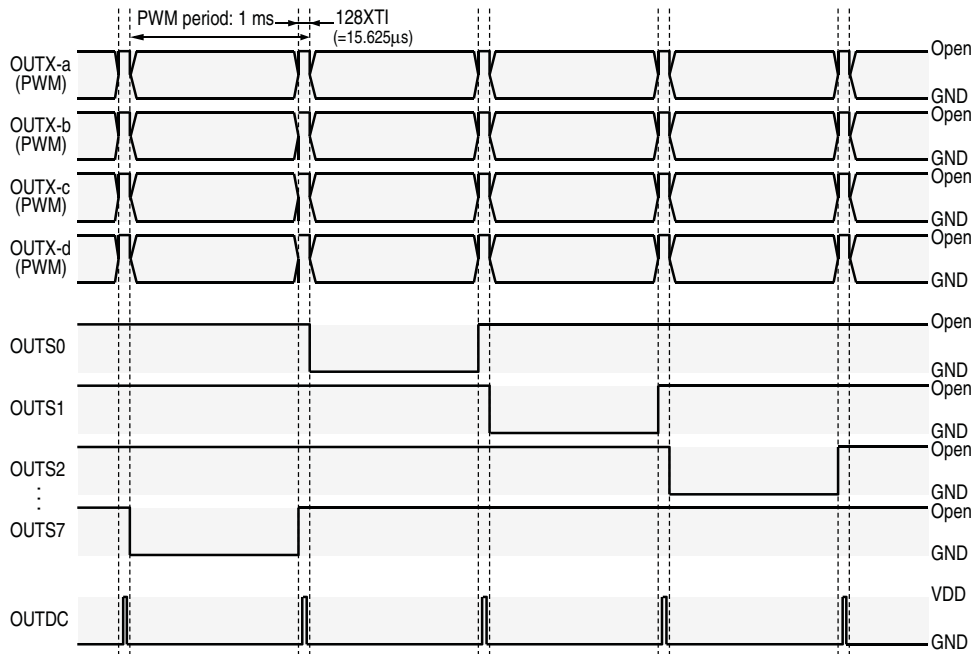 PWM period: 1 ms
128XTI
(=15.625μs)
OUTX-a
(PWM)
Open
GND
OUTX-b
(PWM)
Open
GND
OUTX-c
(PWM)
Open
GND
OUTX-d
(PWM)
Open
GND
OUTS0
Open
GND
OUTS1
Open
GND
OUTS2
Open
GND
⋮
OUTS7
Open
GND
OUTDC
VDD
GND